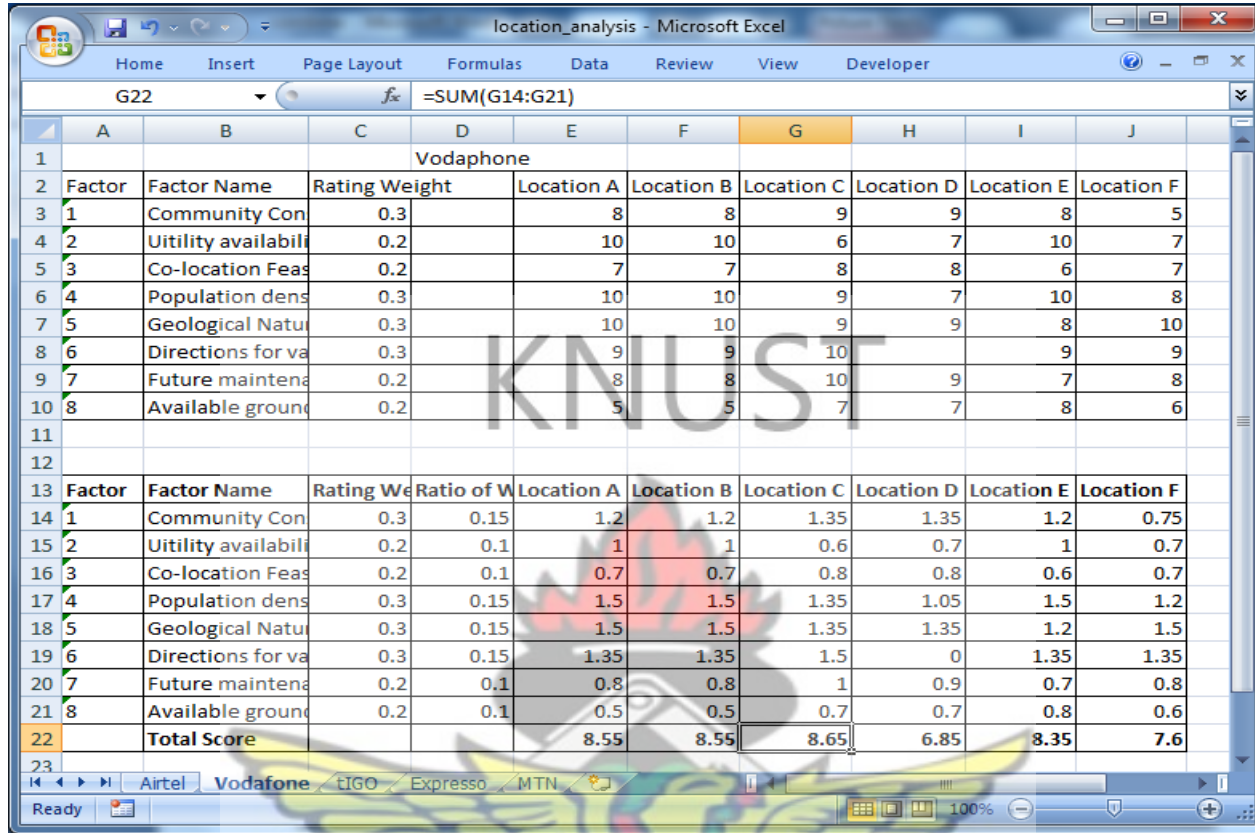 location_analysis - Microsoft Excel
Home Insert Page Layout Formulas Data Review View Developer
G22 fx =SUM(G14:G21)
A B C D E F G H I J
1 Vodaphone
2 Factor Factor Name Rating Weight Location A Location B Location C Location D Location E Location F
3 1 Community Con 0.3 8 8 9 9 8 5
4 2 Uitility availabili 0.2 10 10 6 7 10 7
5 3 Co-location Feas 0.2 7 7 8 8 6 7
6 4 Population dens 0.3 10 10 9 7 10 8
7 5 Geological Natur 0.3 10 10 9 9 8 10
8 6 Directions for va 0.3 9 9 10 9 9
9 7 Future maintena 0.2 8 8 10 9 7 8
10 8 Available ground 0.2 5 5 7 7 8 6
11
12
13 Factor Factor Name Rating We Ratio of W Location A Location B Location C Location D Location E Location F
14 1 Community Con 0.3 0.15 1.2 1.2 1.35 1.35 1.2 0.75
15 2 Uitility availabili 0.2 0.1 1 1 0.6 0.7 1 0.7
16 3 Co-location Feas 0.2 0.1 0.7 0.7 0.8 0.8 0.6 0.7
17 4 Population dens 0.3 0.15 1.5 1.5 1.35 1.05 1.5 1.2
18 5 Geological Natur 0.3 0.15 1.5 1.5 1.35 1.35 1.2 1.5
19 6 Directions for va 0.3 0.15 1.35 1.35 1.5 0 1.35 1.35
20 7 Future maintena 0.2 0.1 0.8 0.8 1 0.9 0.7 0.8
21 8 Available ground 0.2 0.1 0.5 0.5 0.7 0.7 0.8 0.6
22 Total Score 8.55 8.55 8.65 6.85 8.35 7.6
23
KNUST
Airtel Vodafone tIGO Expresso MTN
Ready 100%